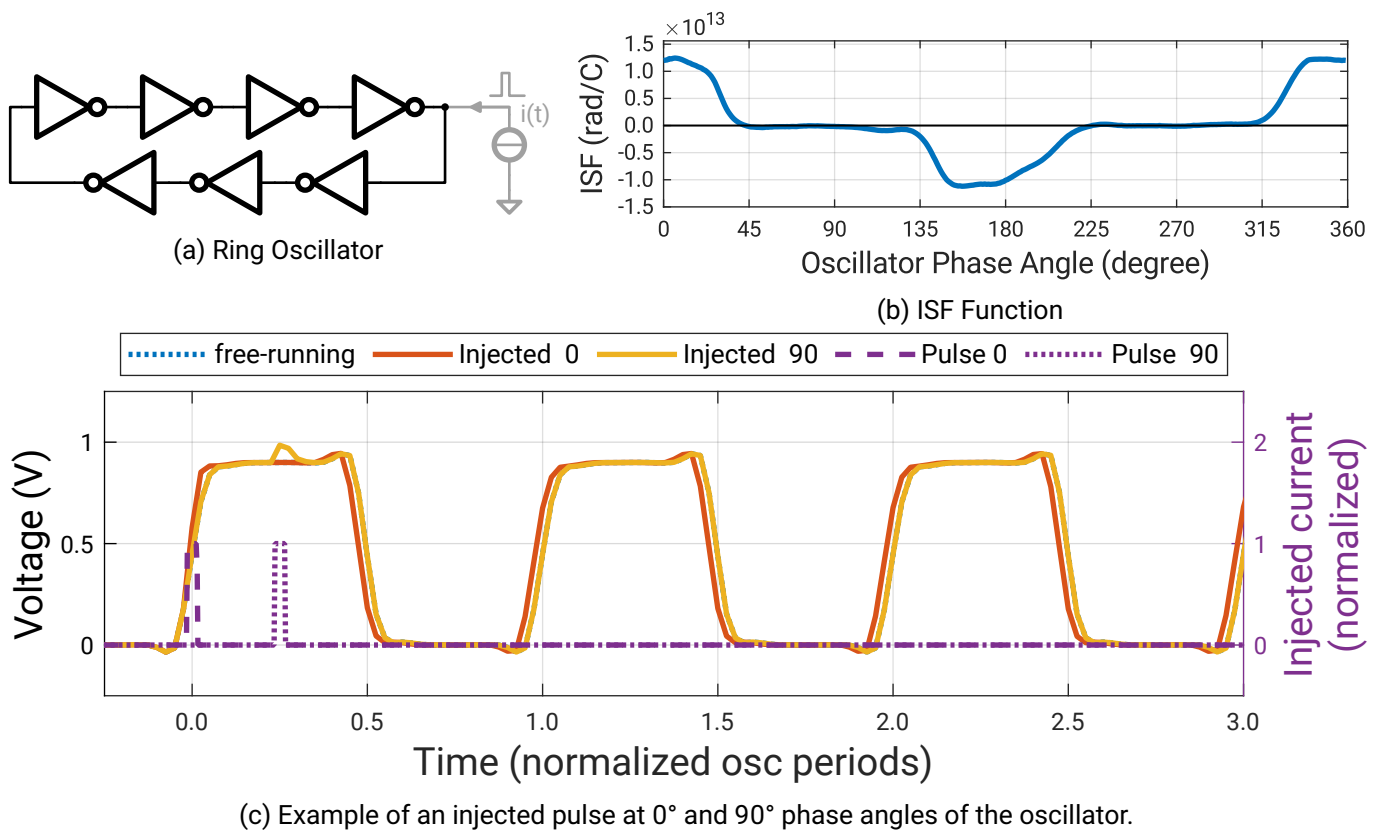 i(t)
(a) Ring Oscillator
×10¹³
1.5
1.0
0.5
0.0
-0.5
-1.0
-1.5
ISF (rad/C)
0 45 90 135 180 225 270 315 360
Oscillator Phase Angle (degree)
(b) ISF Function
free-running Injected 0 Injected 90 Pulse 0 Pulse 90
1
0.5
0
Voltage (V)
2
1
0
Injected current
(normalized)
0.0 0.5 1.0 1.5 2.0 2.5 3.0
Time (normalized osc periods)
(c) Example of an injected pulse at 0° and 90° phase angles of the oscillator.